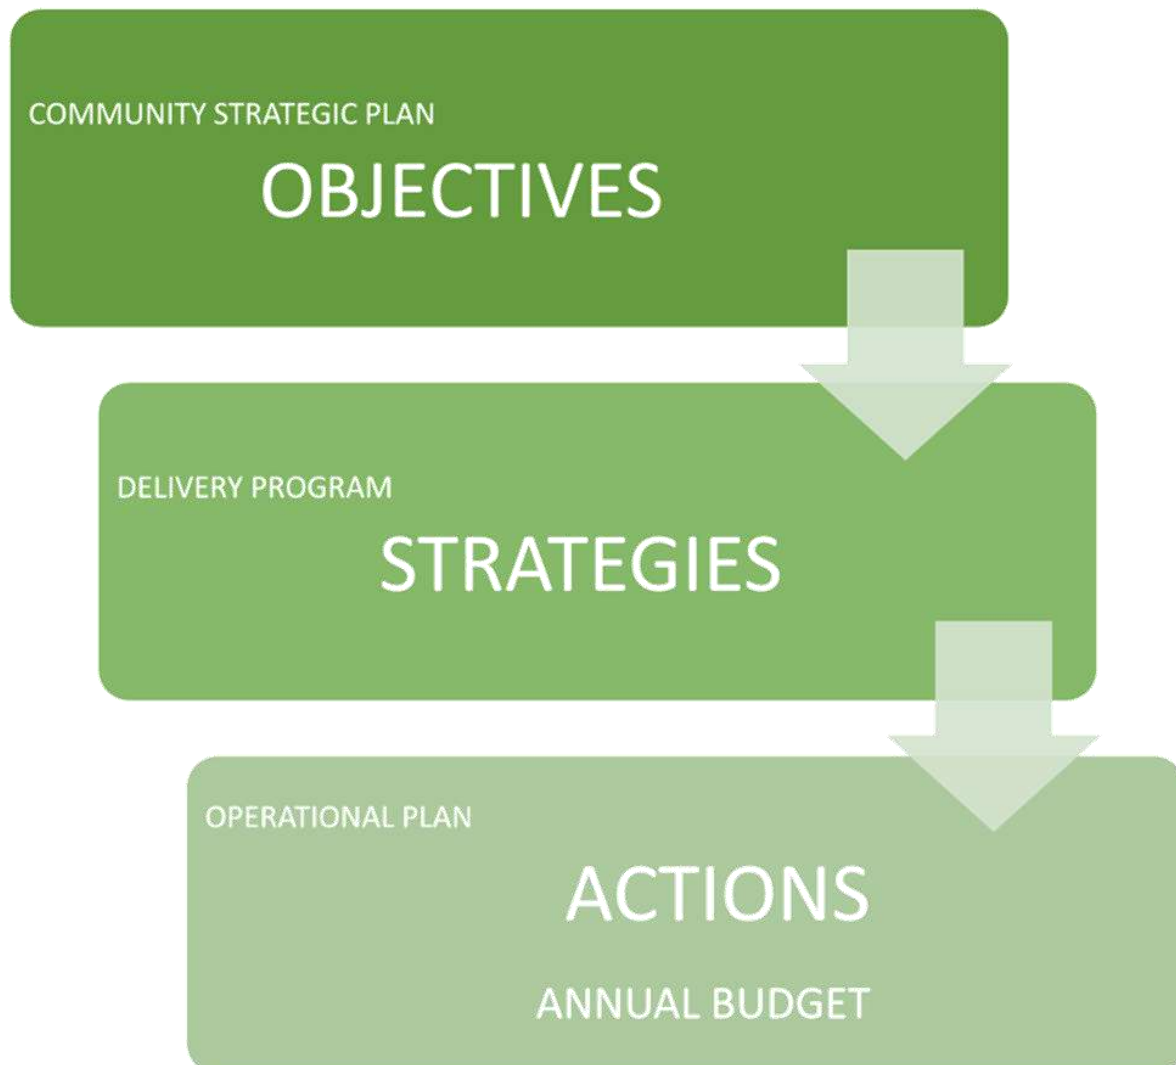 COMMUNITY STRATEGIC PLAN
OBJECTIVES
DELIVERY PROGRAM
STRATEGIES
OPERATIONAL PLAN
ACTIONS
ANNUAL BUDGET